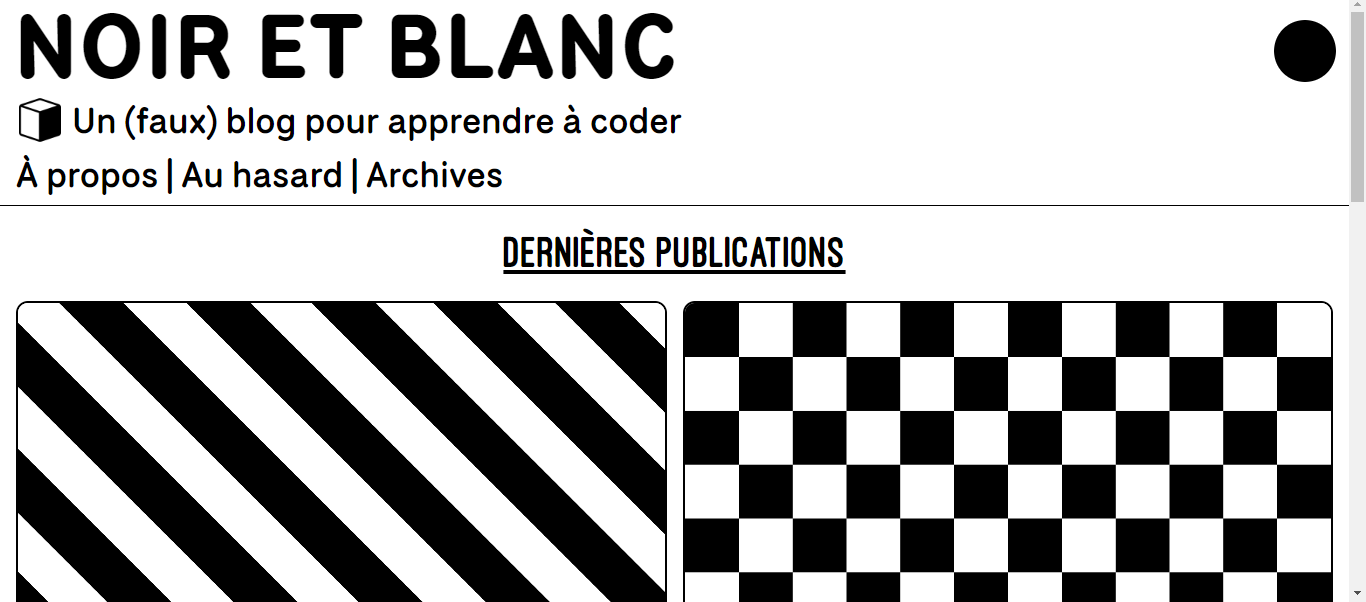 NOIR ET BLANC
Un (faux) blog pour apprendre à coder
À propos | Au hasard | Archives
DERNIÈRES PUBLICATIONS